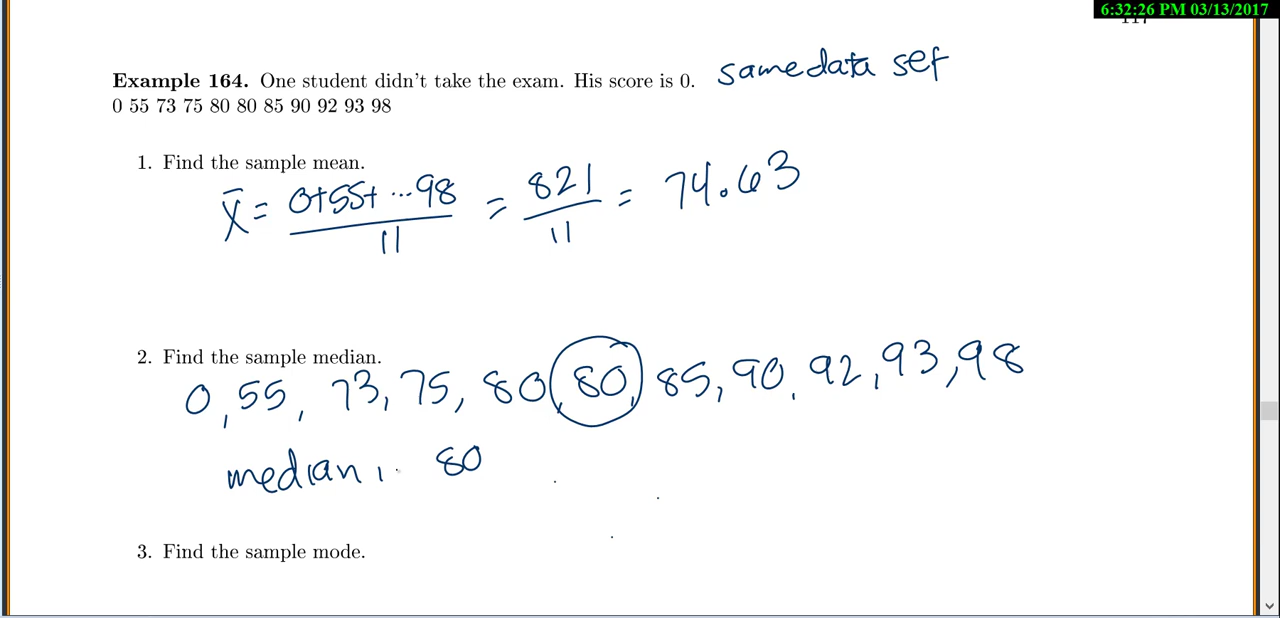 6:32:26 PM 03/13/2017
Example 164. One student didn't take the exam. His score is 0. same data set
0 55 73 75 80 80 85 90 92 93 98
1. Find the sample mean.
x̄ = 0+55+ ...98 / 11 = 821 / 11 = 74.63
2. Find the sample median.
0, 55, 73, 75, 80, 80, 85, 90, 92, 93, 98
median: 80
3. Find the sample mode.